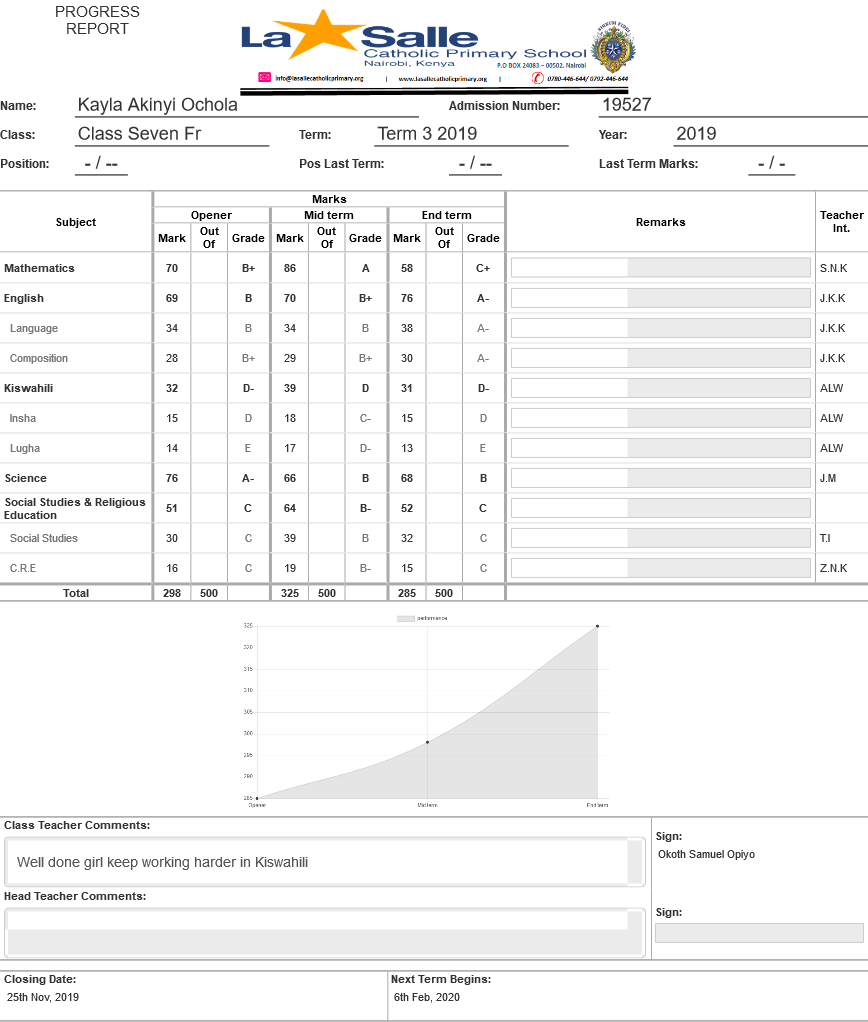 PROGRESS
REPORT
La Salle
Catholic Primary School
Nairobi, Kenya
P.O BOX 24083 – 00502, Nairobi
info@lasallecatholicprimary.org | www.lasallecatholicprimary.org | 0780-446-644/ 0792-446-644
Name: Kayla Akinyi Ochola Admission Number: 19527
Class: Class Seven Fr Term: Term 3 2019 Year: 2019
Position: - / -- Pos Last Term: - / -- Last Term Marks: - / -
Subject Marks Remarks Teacher Int.
Opener Mid term End term
Mark Out Of Grade Mark Out Of Grade Mark Out Of Grade
Mathematics 70 B+ 86 A 58 C+ S.N.K
English 69 B 70 B+ 76 A- J.K.K
Language 34 B 34 B 38 A- J.K.K
Composition 28 B+ 29 B+ 30 A- J.K.K
Kiswahili 32 D- 39 D 31 D- ALW
Insha 15 D 18 C- 15 D ALW
Lugha 14 E 17 D- 13 E ALW
Science 76 A- 66 B 68 B J.M
Social Studies & Religious
Education 51 C 64 B- 52 C
Social Studies 30 C 39 B 32 C T.I
C.R.E 16 C 19 B- 15 C Z.N.K
Total 298 500 325 500 285 500
performance
325
320
315
310
305
300
295
290
285
Opener Mid term End term
Class Teacher Comments:
Well done girl keep working harder in Kiswahili
Sign:
Okoth Samuel Opiyo
Head Teacher Comments:
Sign:
Closing Date: Next Term Begins:
25th Nov, 2019 6th Feb, 2020